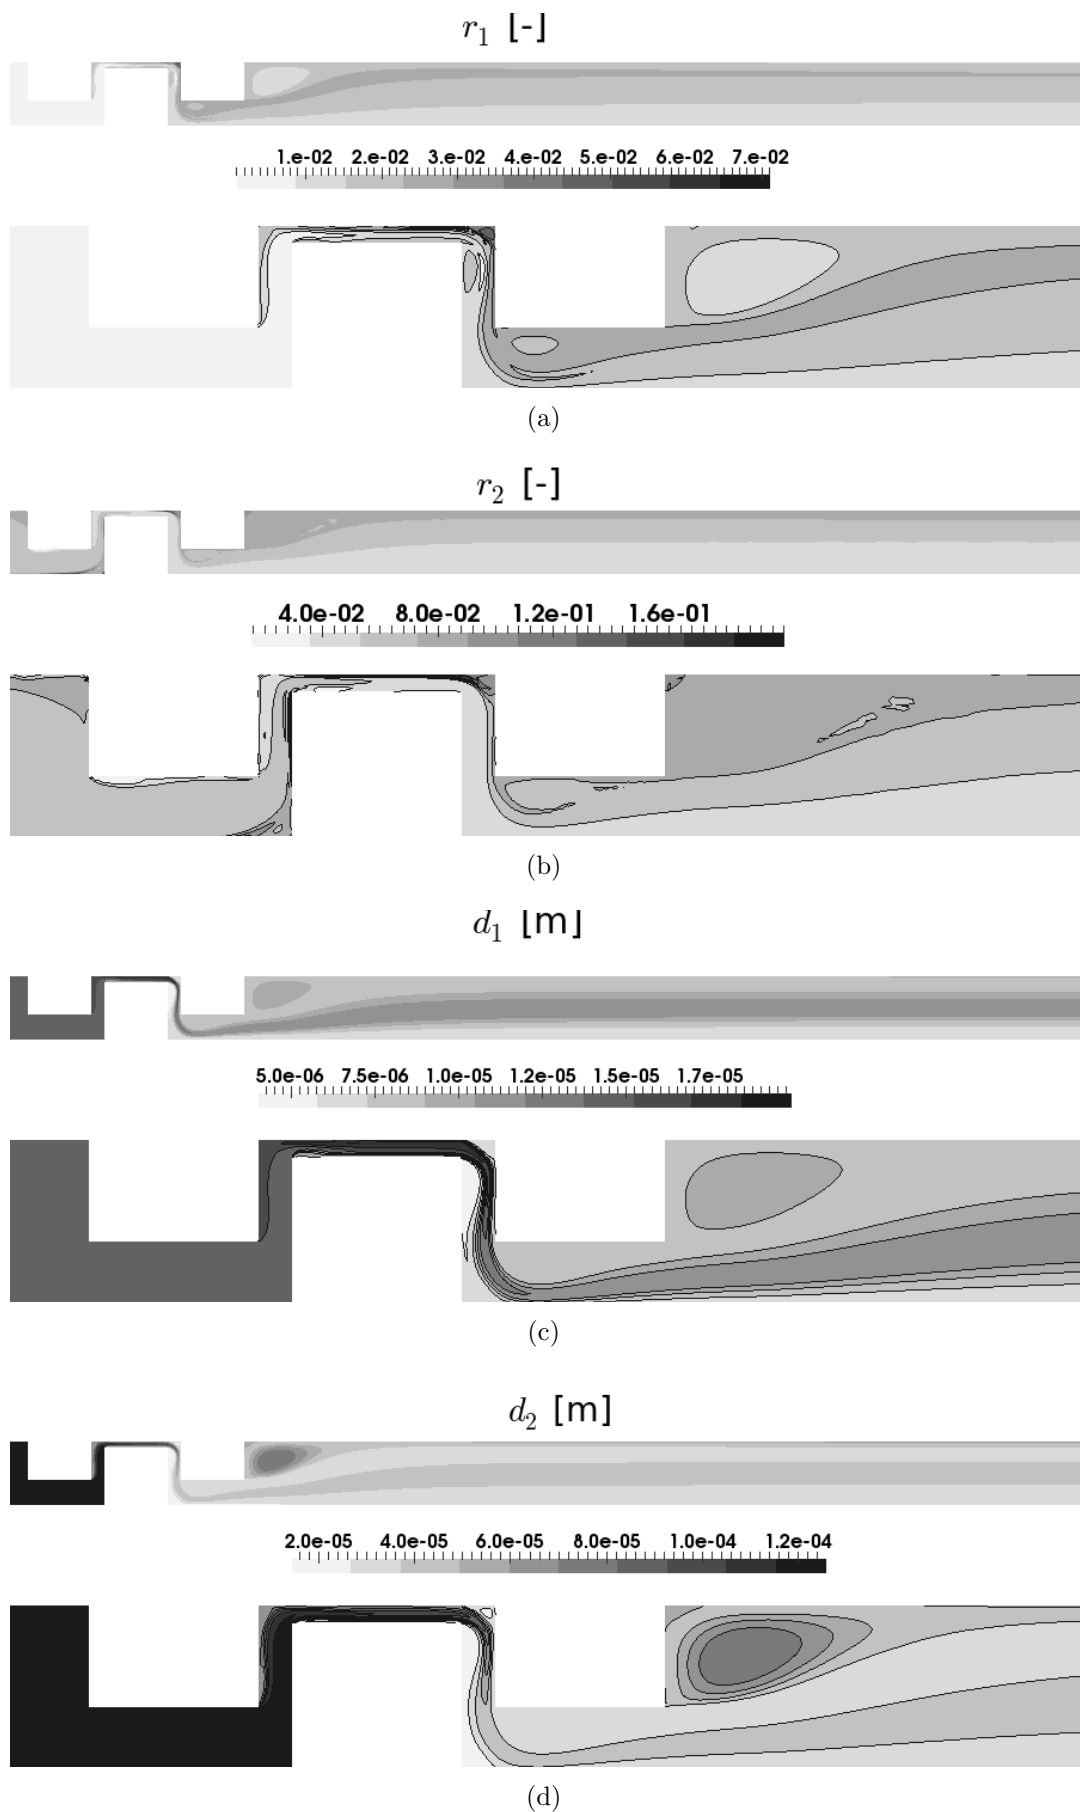 r₁ [-]
1.e-02 2.e-02 3.e-02 4.e-02 5.e-02 6.e-02 7.e-02
(a)
r₂ [-]
4.0e-02 8.0e-02 1.2e-01 1.6e-01
(b)
d₁ [m]
5.0e-06 7.5e-06 1.0e-05 1.2e-05 1.5e-05 1.7e-05
(c)
d₂ [m]
2.0e-05 4.0e-05 6.0e-05 8.0e-05 1.0e-04 1.2e-04
(d)